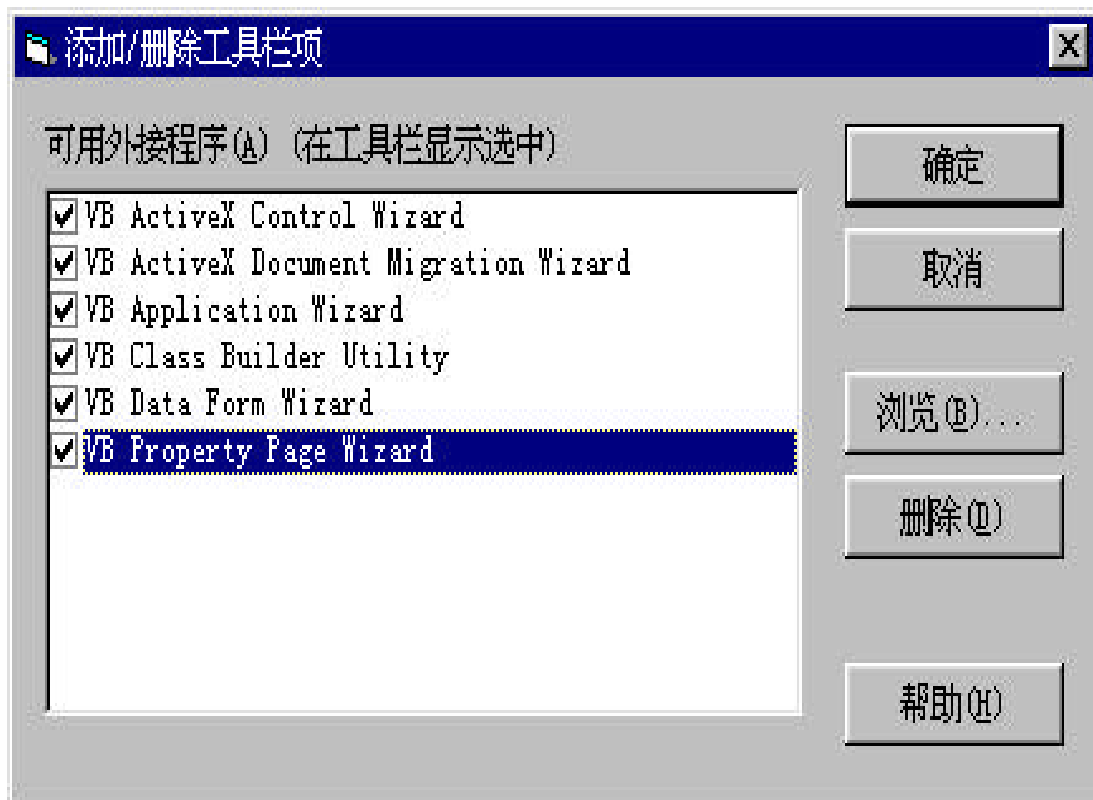 添加/删除工具栏项
可用外接程序(A) (在工具栏显示选中)
VB ActiveX Control Wizard
VB ActiveX Document Migration Wizard
VB Application Wizard
VB Class Builder Utility
VB Data Form Wizard
VB Property Page Wizard
确定
取消
浏览(B)...
删除(D)
帮助(H)